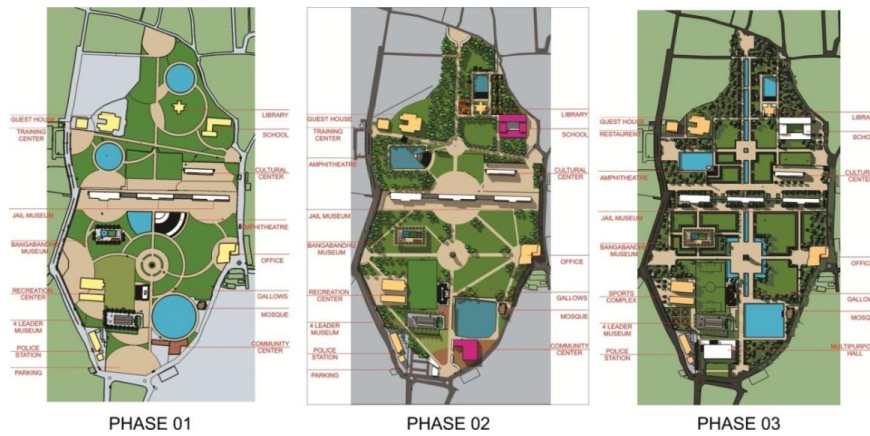 GUEST HOUSE
TRAINING
CENTER
JAIL MUSEUM
BANGABANDHU
MUSEUM
RECREATION
CENTER
4 LEADER
MUSEUM
POLICE
STATION
PARKING
LIBRARY
SCHOOL
CULTURAL
CENTER
AMPHITHEATRE
OFFICE
GALLOWS
MOSQUE
COMMUNITY
CENTER
PHASE 01
GUEST HOUSE
TRAINING
CENTER
AMPHITHEATRE
JAIL MUSEUM
BANGABANDHU
MUSEUM
RECREATION
CENTER
4 LEADER
MUSEUM
POLICE
STATION
PARKING
LIBRARY
SCHOOL
CULTURAL
CENTER
OFFICE
GALLOWS
MOSQUE
COMMUNITY
CENTER
PHASE 02
GUEST HOUSE
RESTAURENT
AMPHITHEATRE
JAIL MUSEUM
BANGABANDHU
MUSEUM
SPORTS
COMPLEX
4 LEADER
MUSEUM
POLICE
STATION
CENTER
HALL
PHASE 03